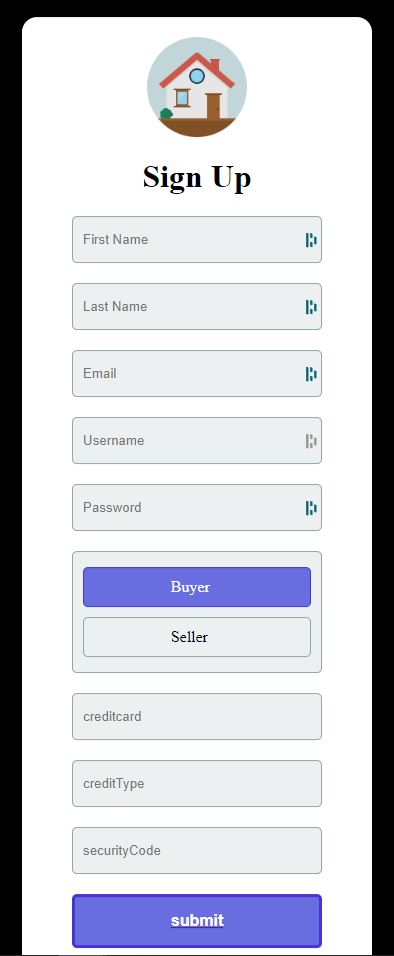 Sign Up
First Name
Last Name
Email
Username
Password
Buyer
Seller
creditcard
creditType
securityCode
submit